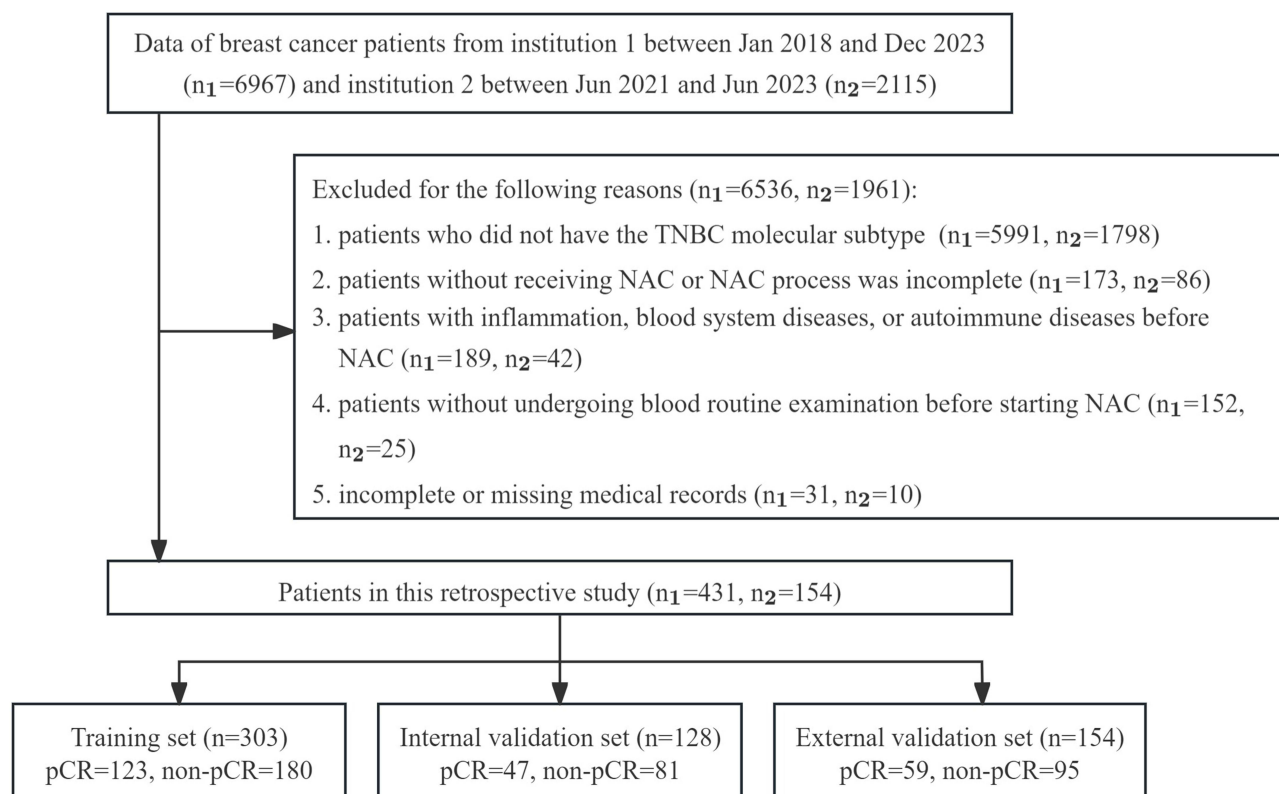 Data of breast cancer patients from institution 1 between Jan 2018 and Dec 2023
(n1=6967) and institution 2 between Jun 2021 and Jun 2023 (n2=2115)
Excluded for the following reasons (n1=6536, n2=1961):
1. patients who did not have the TNBC molecular subtype (n1=5991, n2=1798)
2. patients without receiving NAC or NAC process was incomplete (n1=173, n2=86)
3. patients with inflammation, blood system diseases, or autoimmune diseases before
NAC (n1=189, n2=42)
4. patients without undergoing blood routine examination before starting NAC (n1=152,
n2=25)
5. incomplete or missing medical records (n1=31, n2=10)
Patients in this retrospective study (n1=431, n2=154)
Training set (n=303)
pCR=123, non-pCR=180
Internal validation set (n=128)
pCR=47, non-pCR=81
External validation set (n=154)
pCR=59, non-pCR=95